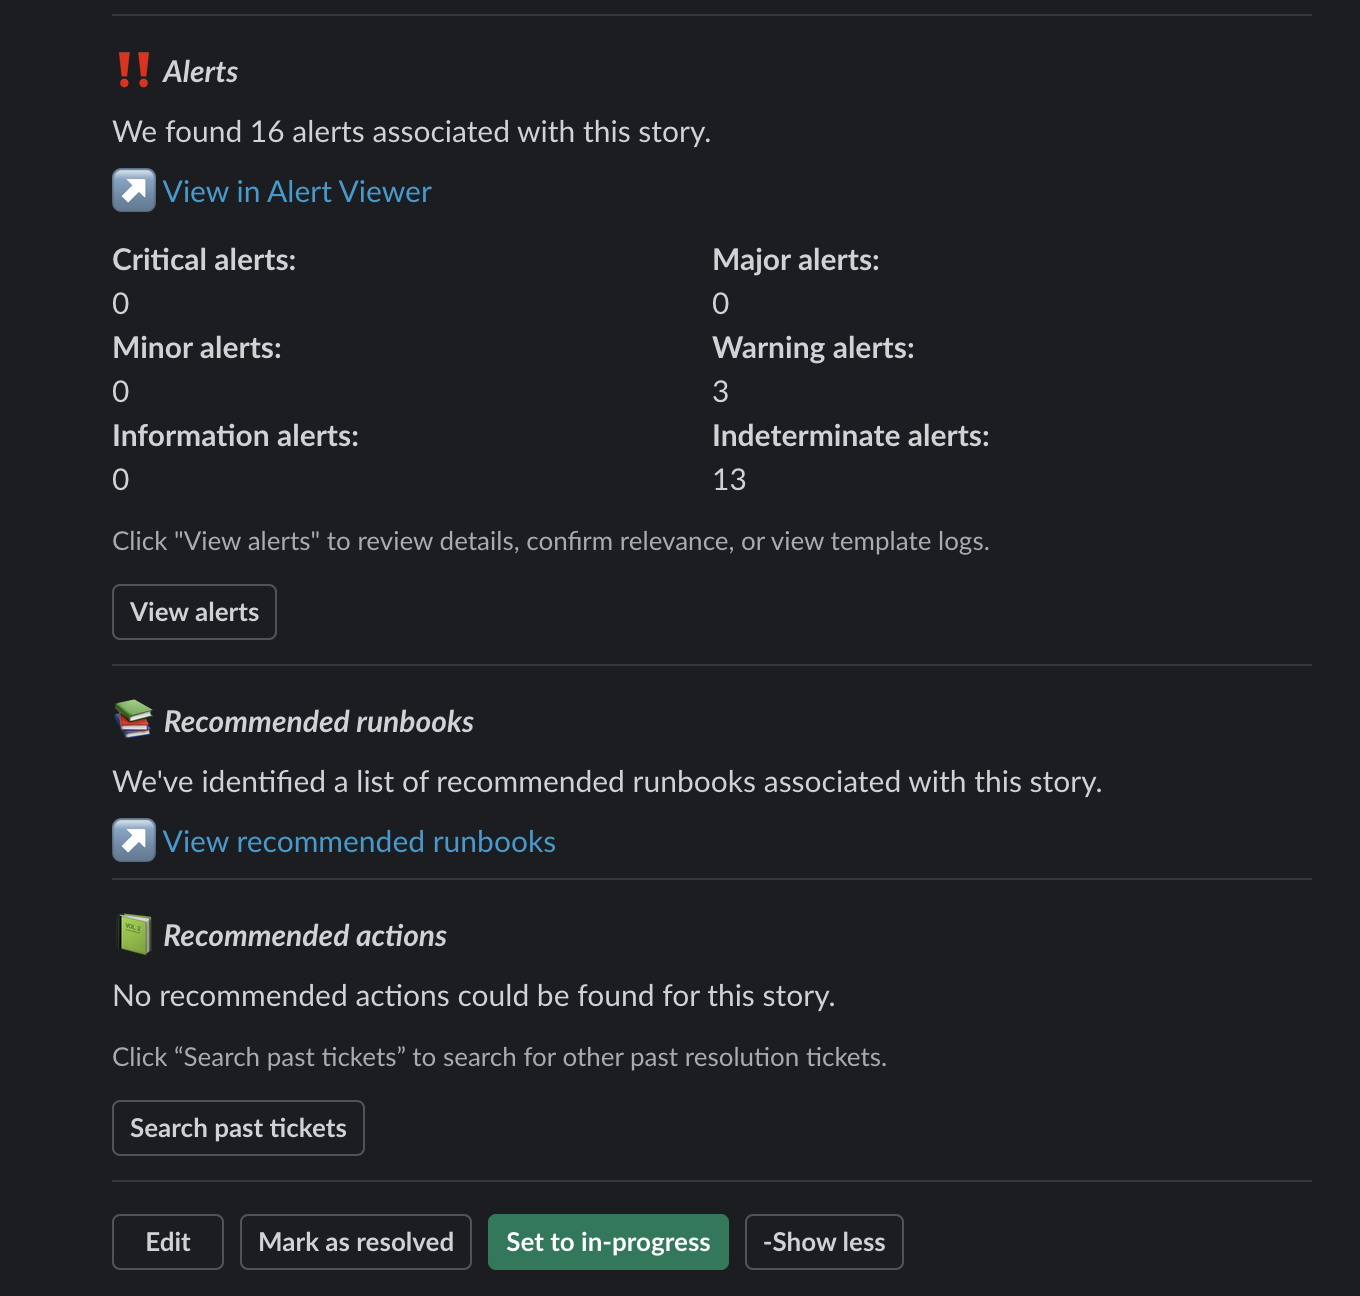 Alerts
We found 16 alerts associated with this story.
View in Alert Viewer
Critical alerts:
0
Major alerts:
0
Minor alerts:
0
Warning alerts:
3
Information alerts:
0
Indeterminate alerts:
13
Click "View alerts" to review details, confirm relevance, or view template logs.
View alerts
Recommended runbooks
We've identified a list of recommended runbooks associated with this story.
View recommended runbooks
VOL. 2
Recommended actions
No recommended actions could be found for this story.
Click “Search past tickets” to search for other past resolution tickets.
Search past tickets
Edit
Mark as resolved
Set to in-progress
-Show less